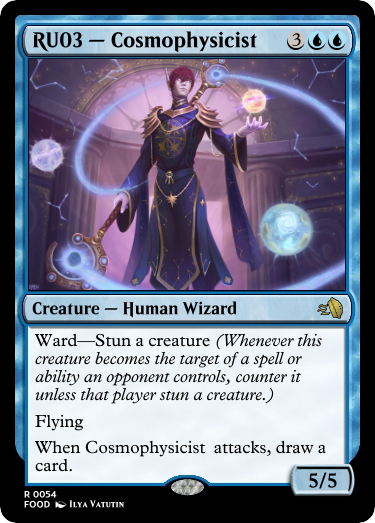 RU03 — Cosmophysicist 3
Creature — Human Wizard
Ward—Stun a creature (Whenever this
creature becomes the target of a spell or
ability an opponent controls, counter it
unless that player stun a creature.)
Flying
When Cosmophysicist attacks, draw a
card.
5/5
R 0054
FOOD Ilya Vatutin